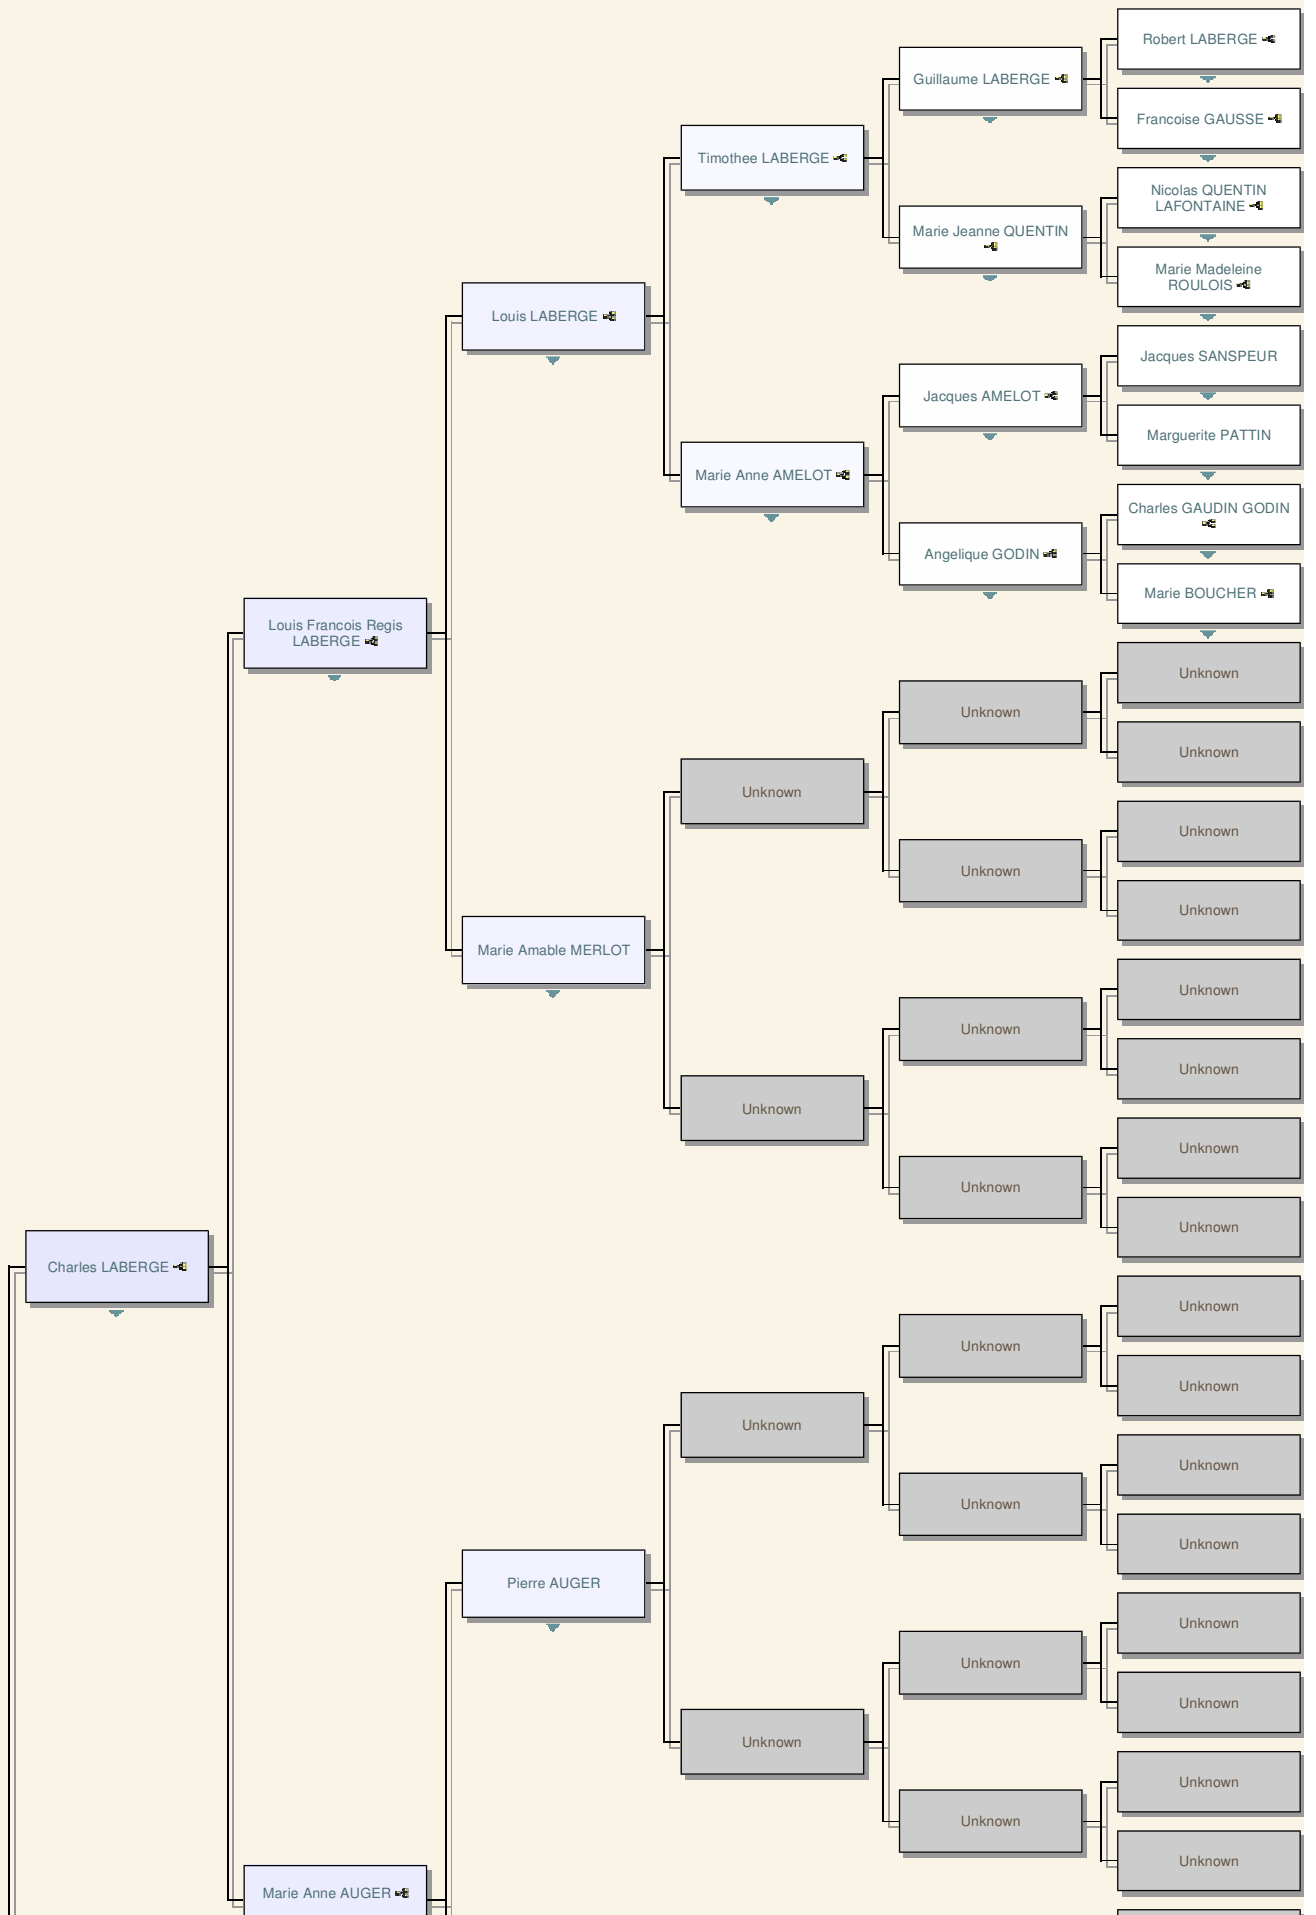 Robert LABERGE
Guillaume LABERGE
Francoise GAUSSE
Timothee LABERGE
Nicolas QUENTIN
LAFONTAINE
Marie Jeanne QUENTIN
Marie Madeleine
ROULOIS
Louis LABERGE
Jacques SANSPEUR
Jacques AMELOT
Marguerite PATTIN
Marie Anne AMELOT
Charles GAUDIN GODIN
Angelique GODIN
Marie BOUCHER
Louis Francois Regis
LABERGE
Unknown
Unknown
Unknown
Unknown
Unknown
Unknown
Unknown
Marie Amable MERLOT
Unknown
Unknown
Unknown
Unknown
Unknown
Unknown
Unknown
Charles LABERGE
Unknown
Unknown
Unknown
Unknown
Unknown
Unknown
Unknown
Pierre AUGER
Unknown
Unknown
Unknown
Unknown
Unknown
Unknown
Unknown
Marie Anne AUGER